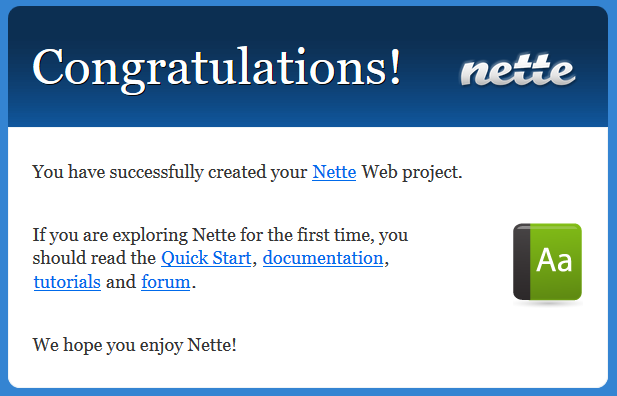 Congratulations!
nette
You have successfully created your Nette Web project.
If you are exploring Nette for the first time, you
should read the Quick Start, documentation,
tutorials and forum.
Aa
We hope you enjoy Nette!